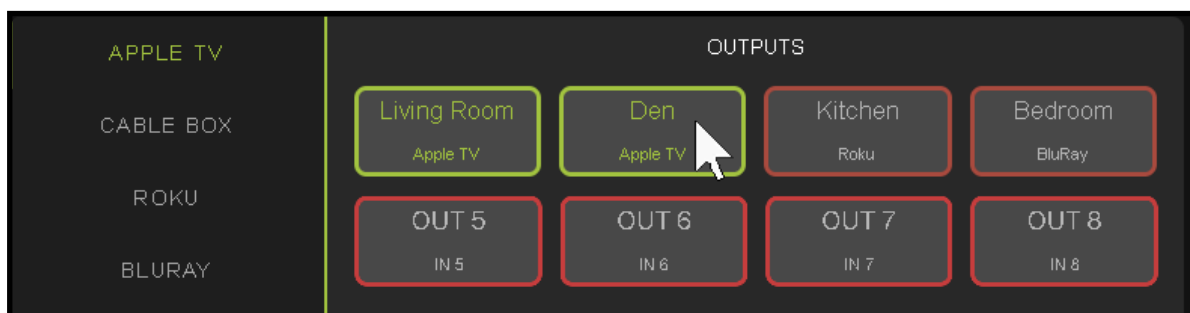 APPLE TV
CABLE BOX
ROKU
BLURAY
OUTPUTS
Living Room
Apple TV
Den
Apple TV
Kitchen
Roku
Bedroom
BluRay
OUT 5
IN 5
OUT 6
IN 6
OUT 7
IN 7
OUT 8
IN 8